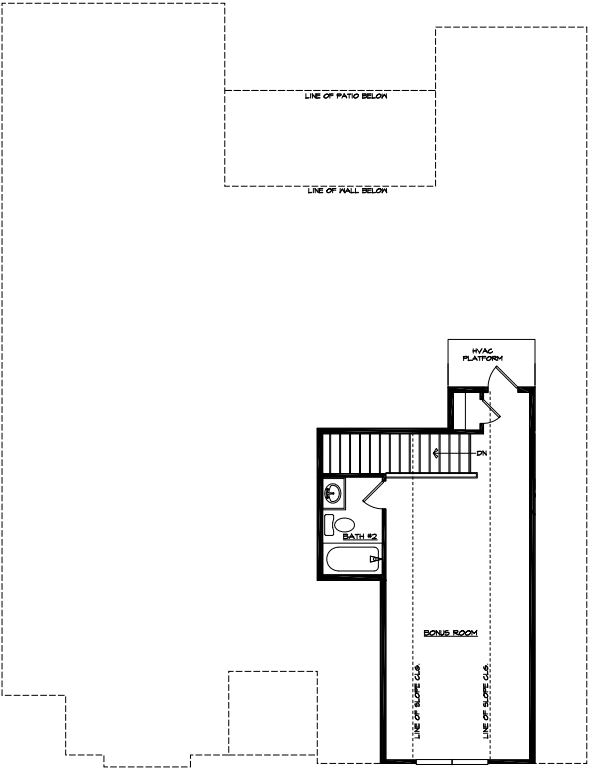 LINE OF PATIO BELOW
LINE OF WALL BELOW
HVAC
PLATFORM
DN
BATH #2
BONUS ROOM
LINE OF SLOPE CLG.
LINE OF SLOPE CLG.